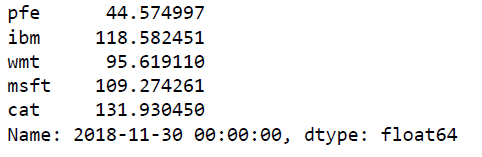 pfe 44.574997
ibm 118.582451
wmt 95.619110
msft 109.274261
cat 131.930450
Name: 2018-11-30 00:00:00, dtype: float64